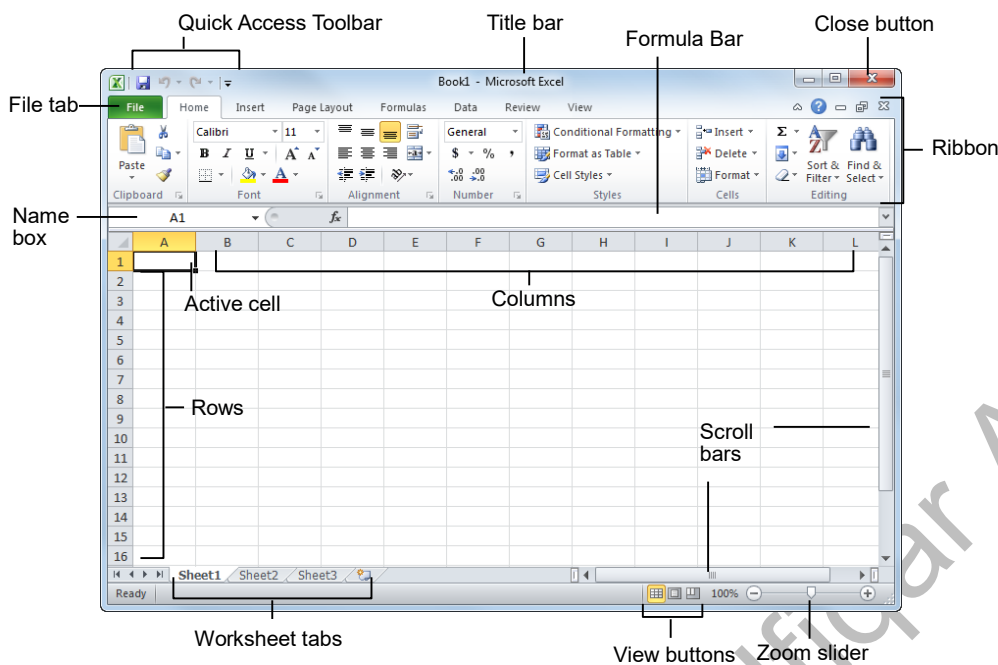 Quick Access Toolbar
Title bar
Formula Bar
Close button
Book1 - Microsoft Excel
File tab
File Home Insert Page Layout Formulas Data Review View
Ribbon
Paste
Clipboard
Calibri 11
B I U A A
A
Font
Alignment
General
$ % ,
.0 .00
.00 .0
Number
Conditional Formatting
Format as Table
Cell Styles
Styles
Insert
Delete
Format
Cells
Σ
Sort & Filter
Find & Select
Editing
Name box
A1 fx
A B C D E F G H I J K L
1
Active cell
Columns
2
3
4
5
6
7
8
Rows
9
10
Scroll bars
11
12
13
14
15
16
Sheet1 Sheet2 Sheet3
Ready 100%
Worksheet tabs
View buttons
Zoom slider